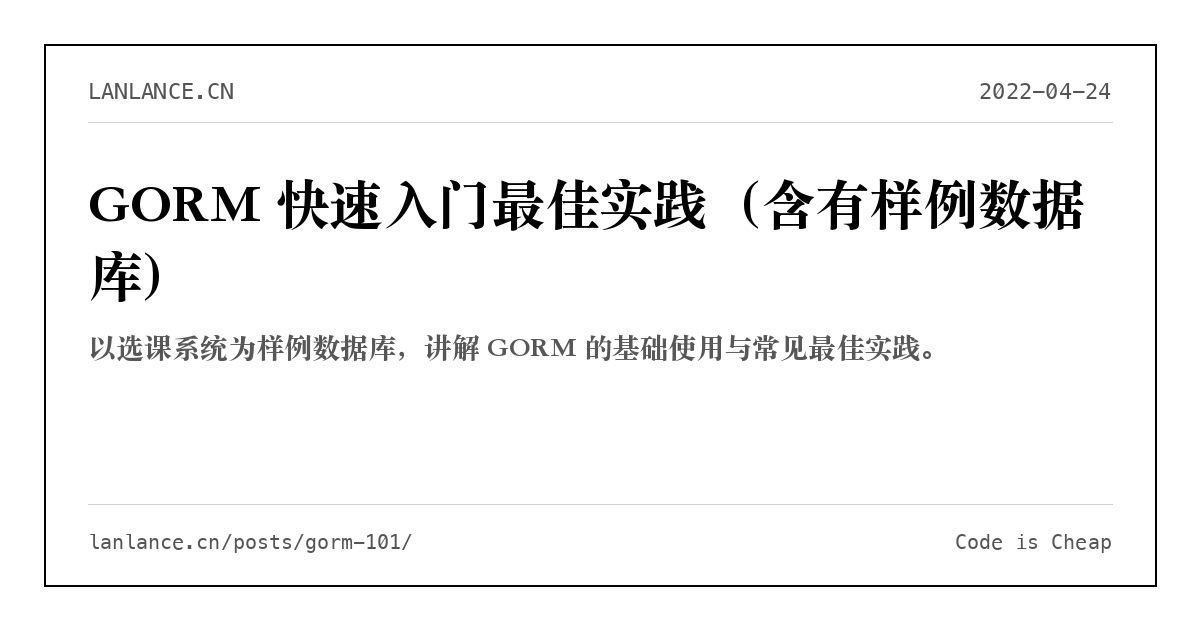 LANLANCE.CN
2022-04-24
GORM 快速入门最佳实践（含有样例数据
库）
以选课系统为样例数据库，讲解 GORM 的基础使用与常见最佳实践。
lanlance.cn/posts/gorm-101/
Code is Cheap